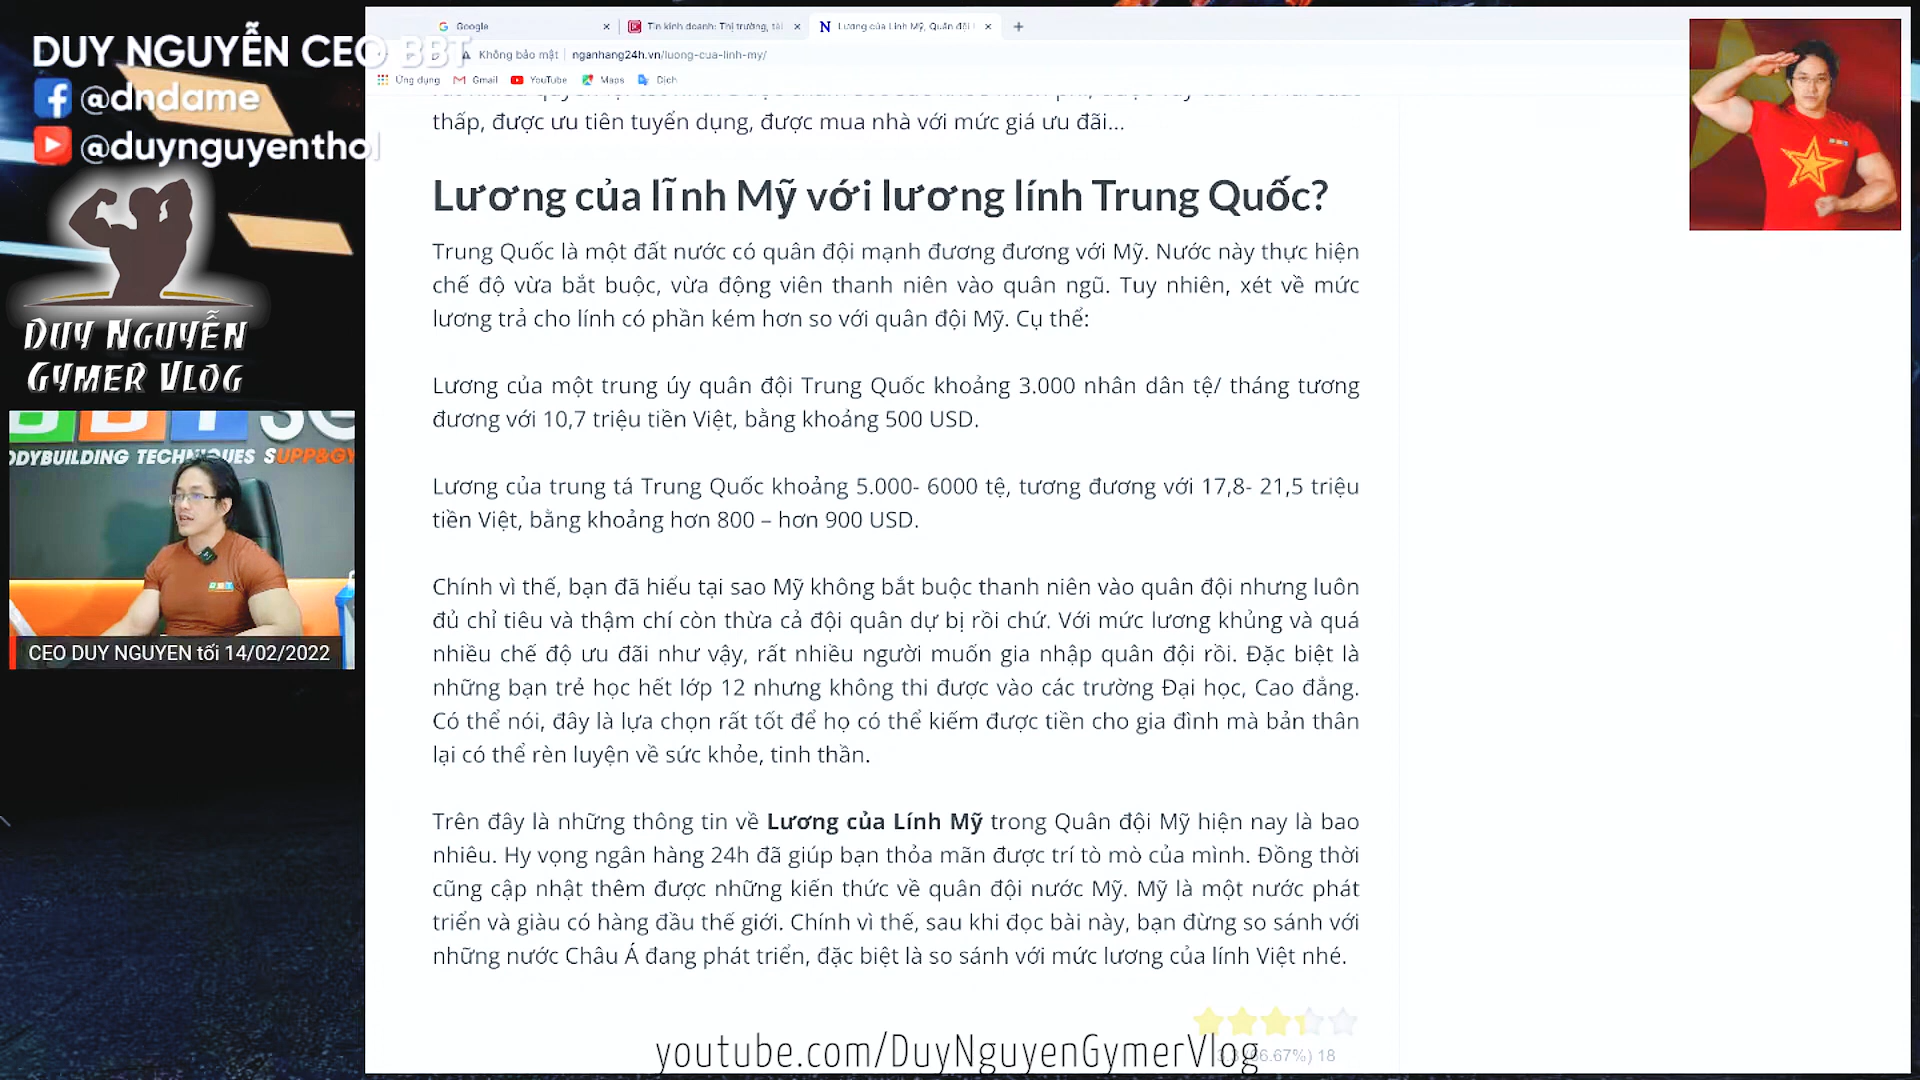 DUY NGUYỄN CEO BBT
@dndame
@duynguyenthol
DUY NGUYỄN
GYMER VLOG
ODYBUILDING TECHNIQUES SUPP&GY
CEO DUY NGUYEN tối 14/02/2022
Google
Tin kinh doanh: Thị trường, tài
Lương của Lính Mỹ, Quân đội
Không bảo mật | nganhang24h.vn/luong-cua-linh-my/
Ứng dụng Gmail YouTube Maps Dịch
thấp, được ưu tiên tuyển dụng, được mua nhà với mức giá ưu đãi...
Lương của lĩnh Mỹ với lương lính Trung Quốc?
Trung Quốc là một đất nước có quân đội mạnh đương đương với Mỹ. Nước này thực hiện
chế độ vừa bắt buộc, vừa động viên thanh niên vào quân ngũ. Tuy nhiên, xét về mức
lương trả cho lính có phần kém hơn so với quân đội Mỹ. Cụ thể:
Lương của một trung úy quân đội Trung Quốc khoảng 3.000 nhân dân tệ/ tháng tương
đương với 10,7 triệu tiền Việt, bằng khoảng 500 USD.
Lương của trung tá Trung Quốc khoảng 5.000- 6000 tệ, tương đương với 17,8- 21,5 triệu
tiền Việt, bằng khoảng hơn 800 – hơn 900 USD.
Chính vì thế, bạn đã hiểu tại sao Mỹ không bắt buộc thanh niên vào quân đội nhưng luôn
đủ chỉ tiêu và thậm chí còn thừa cả đội quân dự bị rồi chứ. Với mức lương khủng và quá
nhiều chế độ ưu đãi như vậy, rất nhiều người muốn gia nhập quân đội rồi. Đặc biệt là
những bạn trẻ học hết lớp 12 nhưng không thi được vào các trường Đại học, Cao đẳng.
Có thể nói, đây là lựa chọn rất tốt để họ có thể kiếm được tiền cho gia đình mà bản thân
lại có thể rèn luyện về sức khỏe, tinh thần.
Trên đây là những thông tin về Lương của Lính Mỹ trong Quân đội Mỹ hiện nay là bao
nhiêu. Hy vọng ngân hàng 24h đã giúp bạn thỏa mãn được trí tò mò của mình. Đồng thời
cũng cập nhật thêm được những kiến thức về quân đội nước Mỹ. Mỹ là một nước phát
triển và giàu có hàng đầu thế giới. Chính vì thế, sau khi đọc bài này, bạn đừng so sánh với
những nước Châu Á đang phát triển, đặc biệt là so sánh với mức lương của lính Việt nhé.
youtube.com/DuyNguyenGymerVlog
18